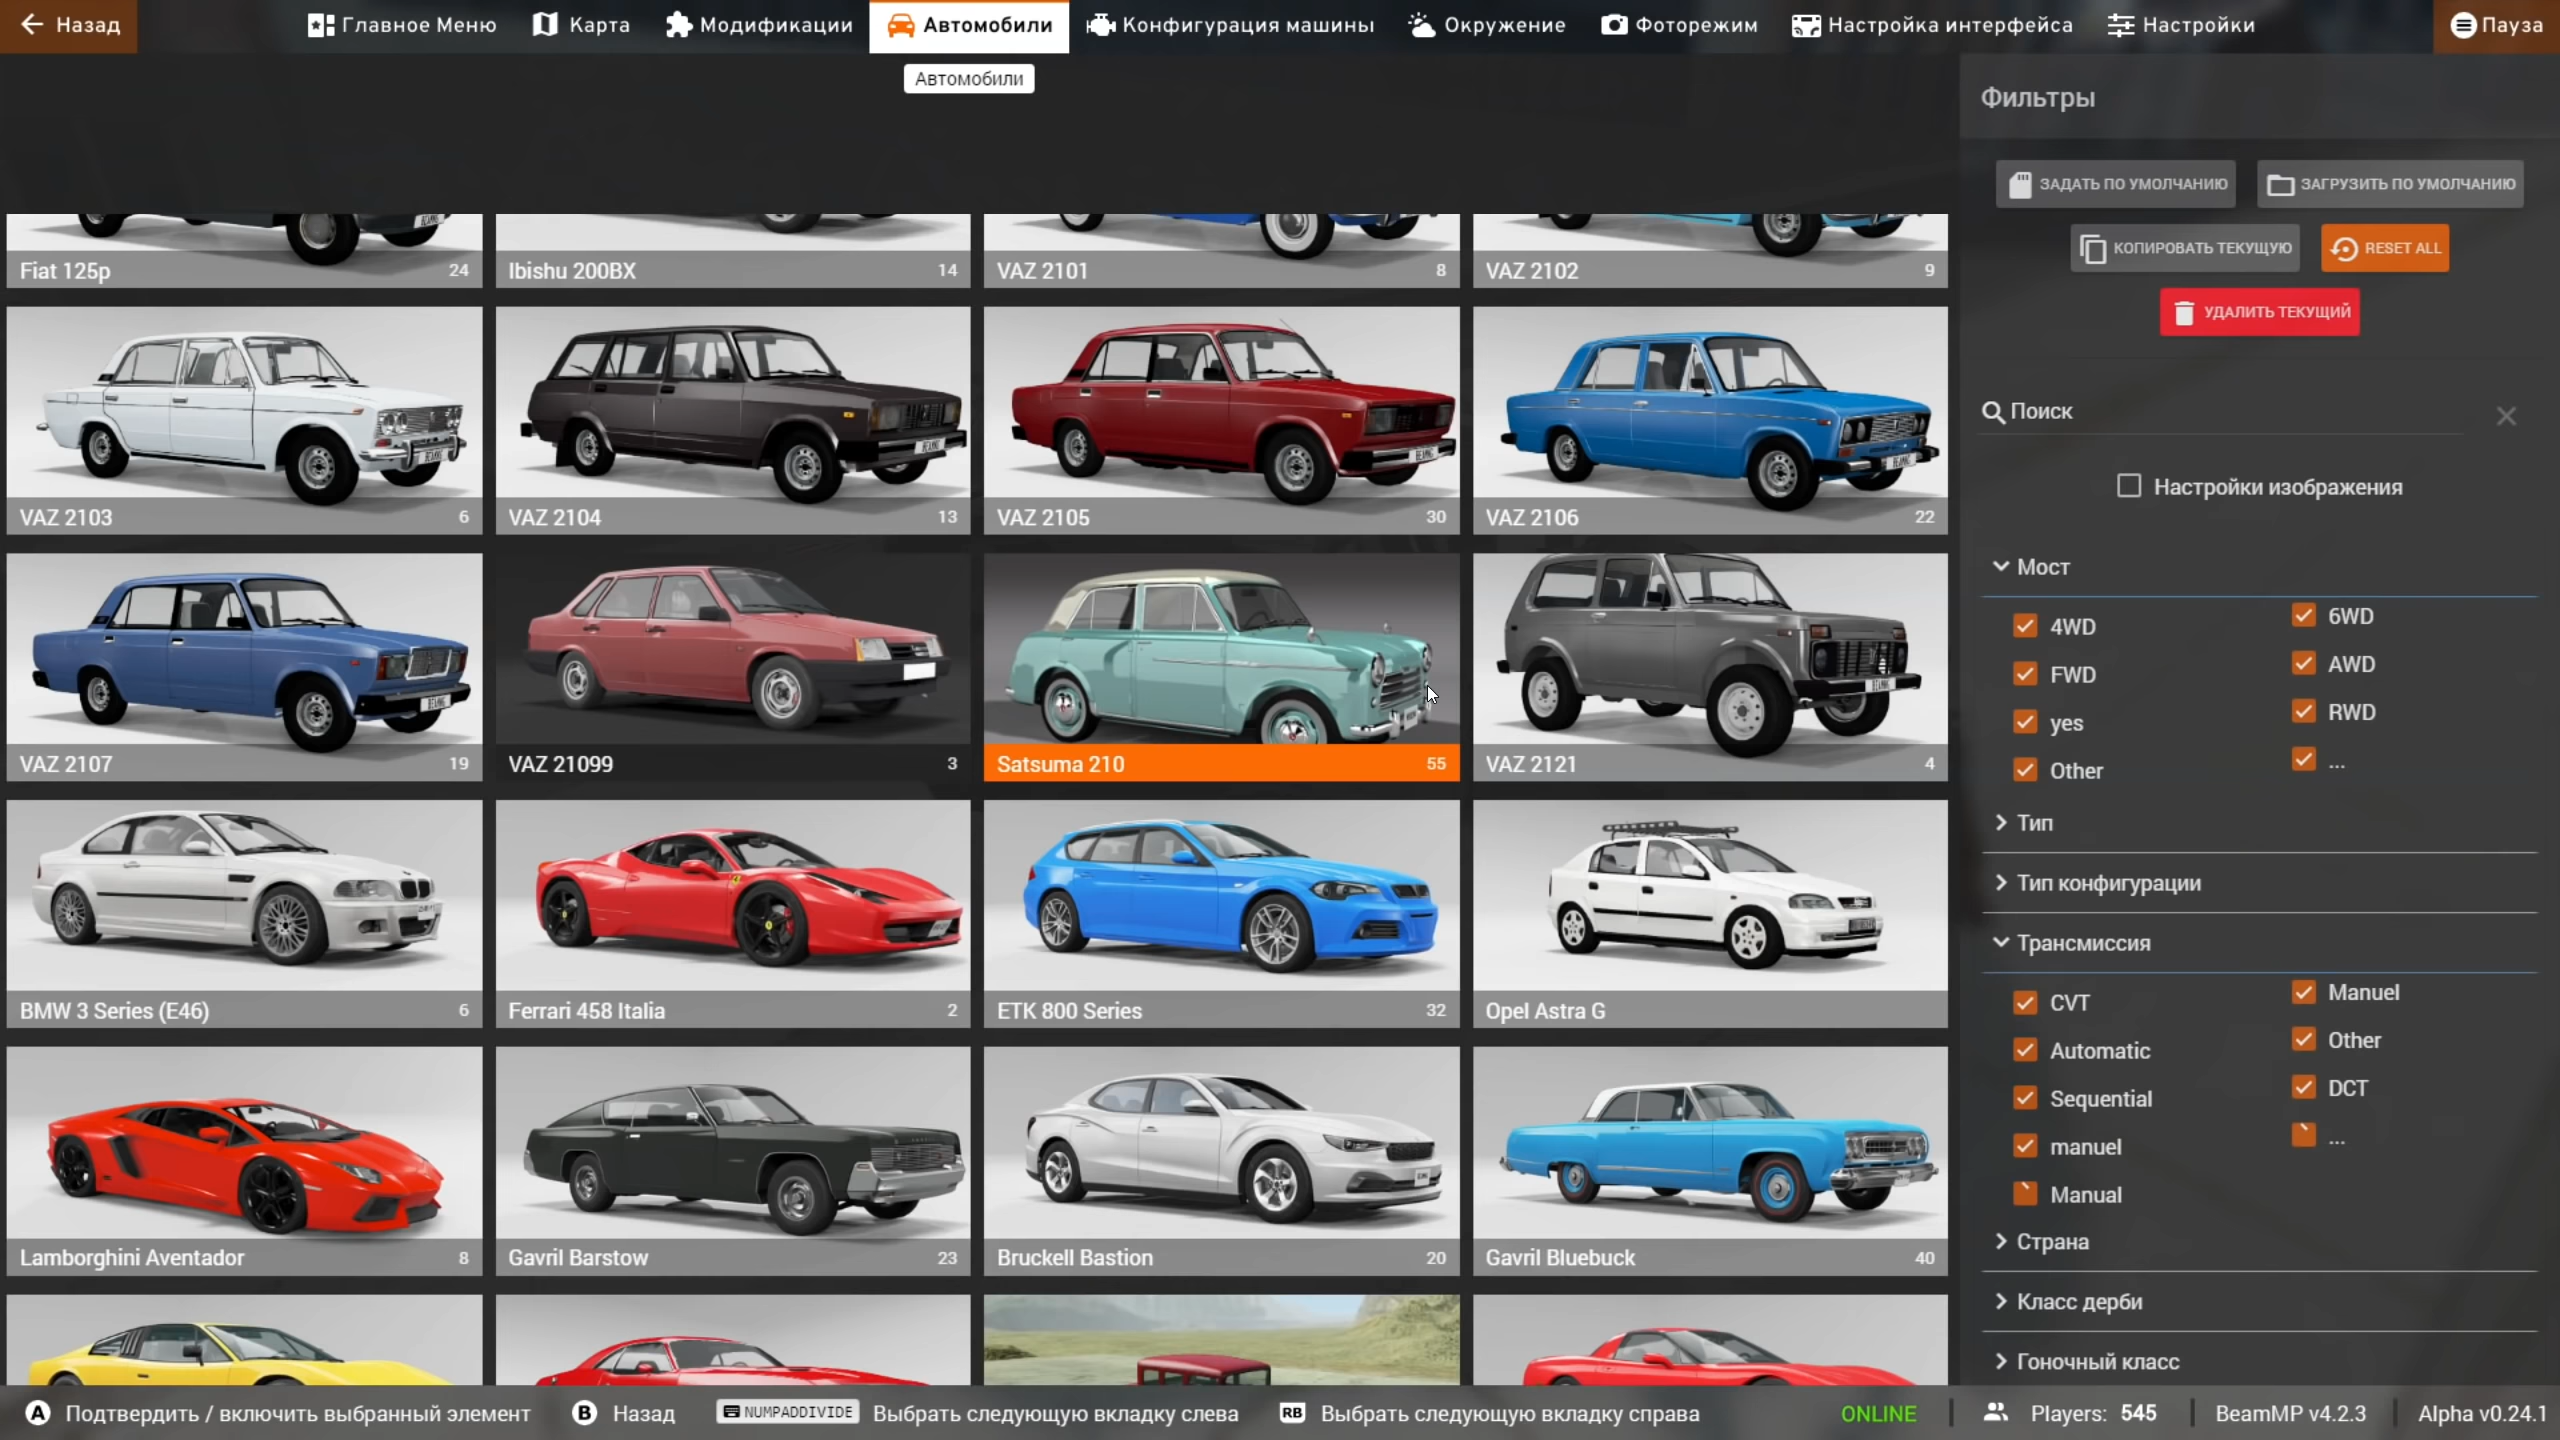 Назад
Главное Меню
Карта
Модификации
Автомобили
Конфигурация машины
Окружение
Фоторежим
Настройка интерфейса
Настройки
Пауза
Автомобили
Fiat 125p 24
Ibishu 200BX 14
VAZ 2101 8
VAZ 2102 9
VAZ 2103 6
VAZ 2104 13
VAZ 2105 30
VAZ 2106 22
VAZ 2107 19
VAZ 21099 3
Satsuma 210 55
VAZ 2121 4
BMW 3 Series (E46) 6
Ferrari 458 Italia 2
ETK 800 Series 32
Opel Astra G
Lamborghini Aventador 8
Gavril Barstow 23
Bruckell Bastion 20
Gavril Bluebuck 40
Фильтры
ЗАДАТЬ ПО УМОЛЧАНИЮ
ЗАГРУЗИТЬ ПО УМОЛЧАНИЮ
КОПИРОВАТЬ ТЕКУЩУЮ
RESET ALL
УДАЛИТЬ ТЕКУЩИЙ
Поиск
Настройки изображения
Мост
4WD
6WD
FWD
AWD
yes
RWD
Other
...
Тип
Тип конфигурации
Трансмиссия
CVT
Manuel
Automatic
Other
Sequential
DCT
manuel
...
Manual
Страна
Класс дерби
Гоночный класс
A Подтвердить / включить выбранный элемент
B Назад
NUMPADDIVIDE Выбрать следующую вкладку слева
RB Выбрать следующую вкладку справа
ONLINE
Players: 545
BeamMP v4.2.3
Alpha v0.24.1